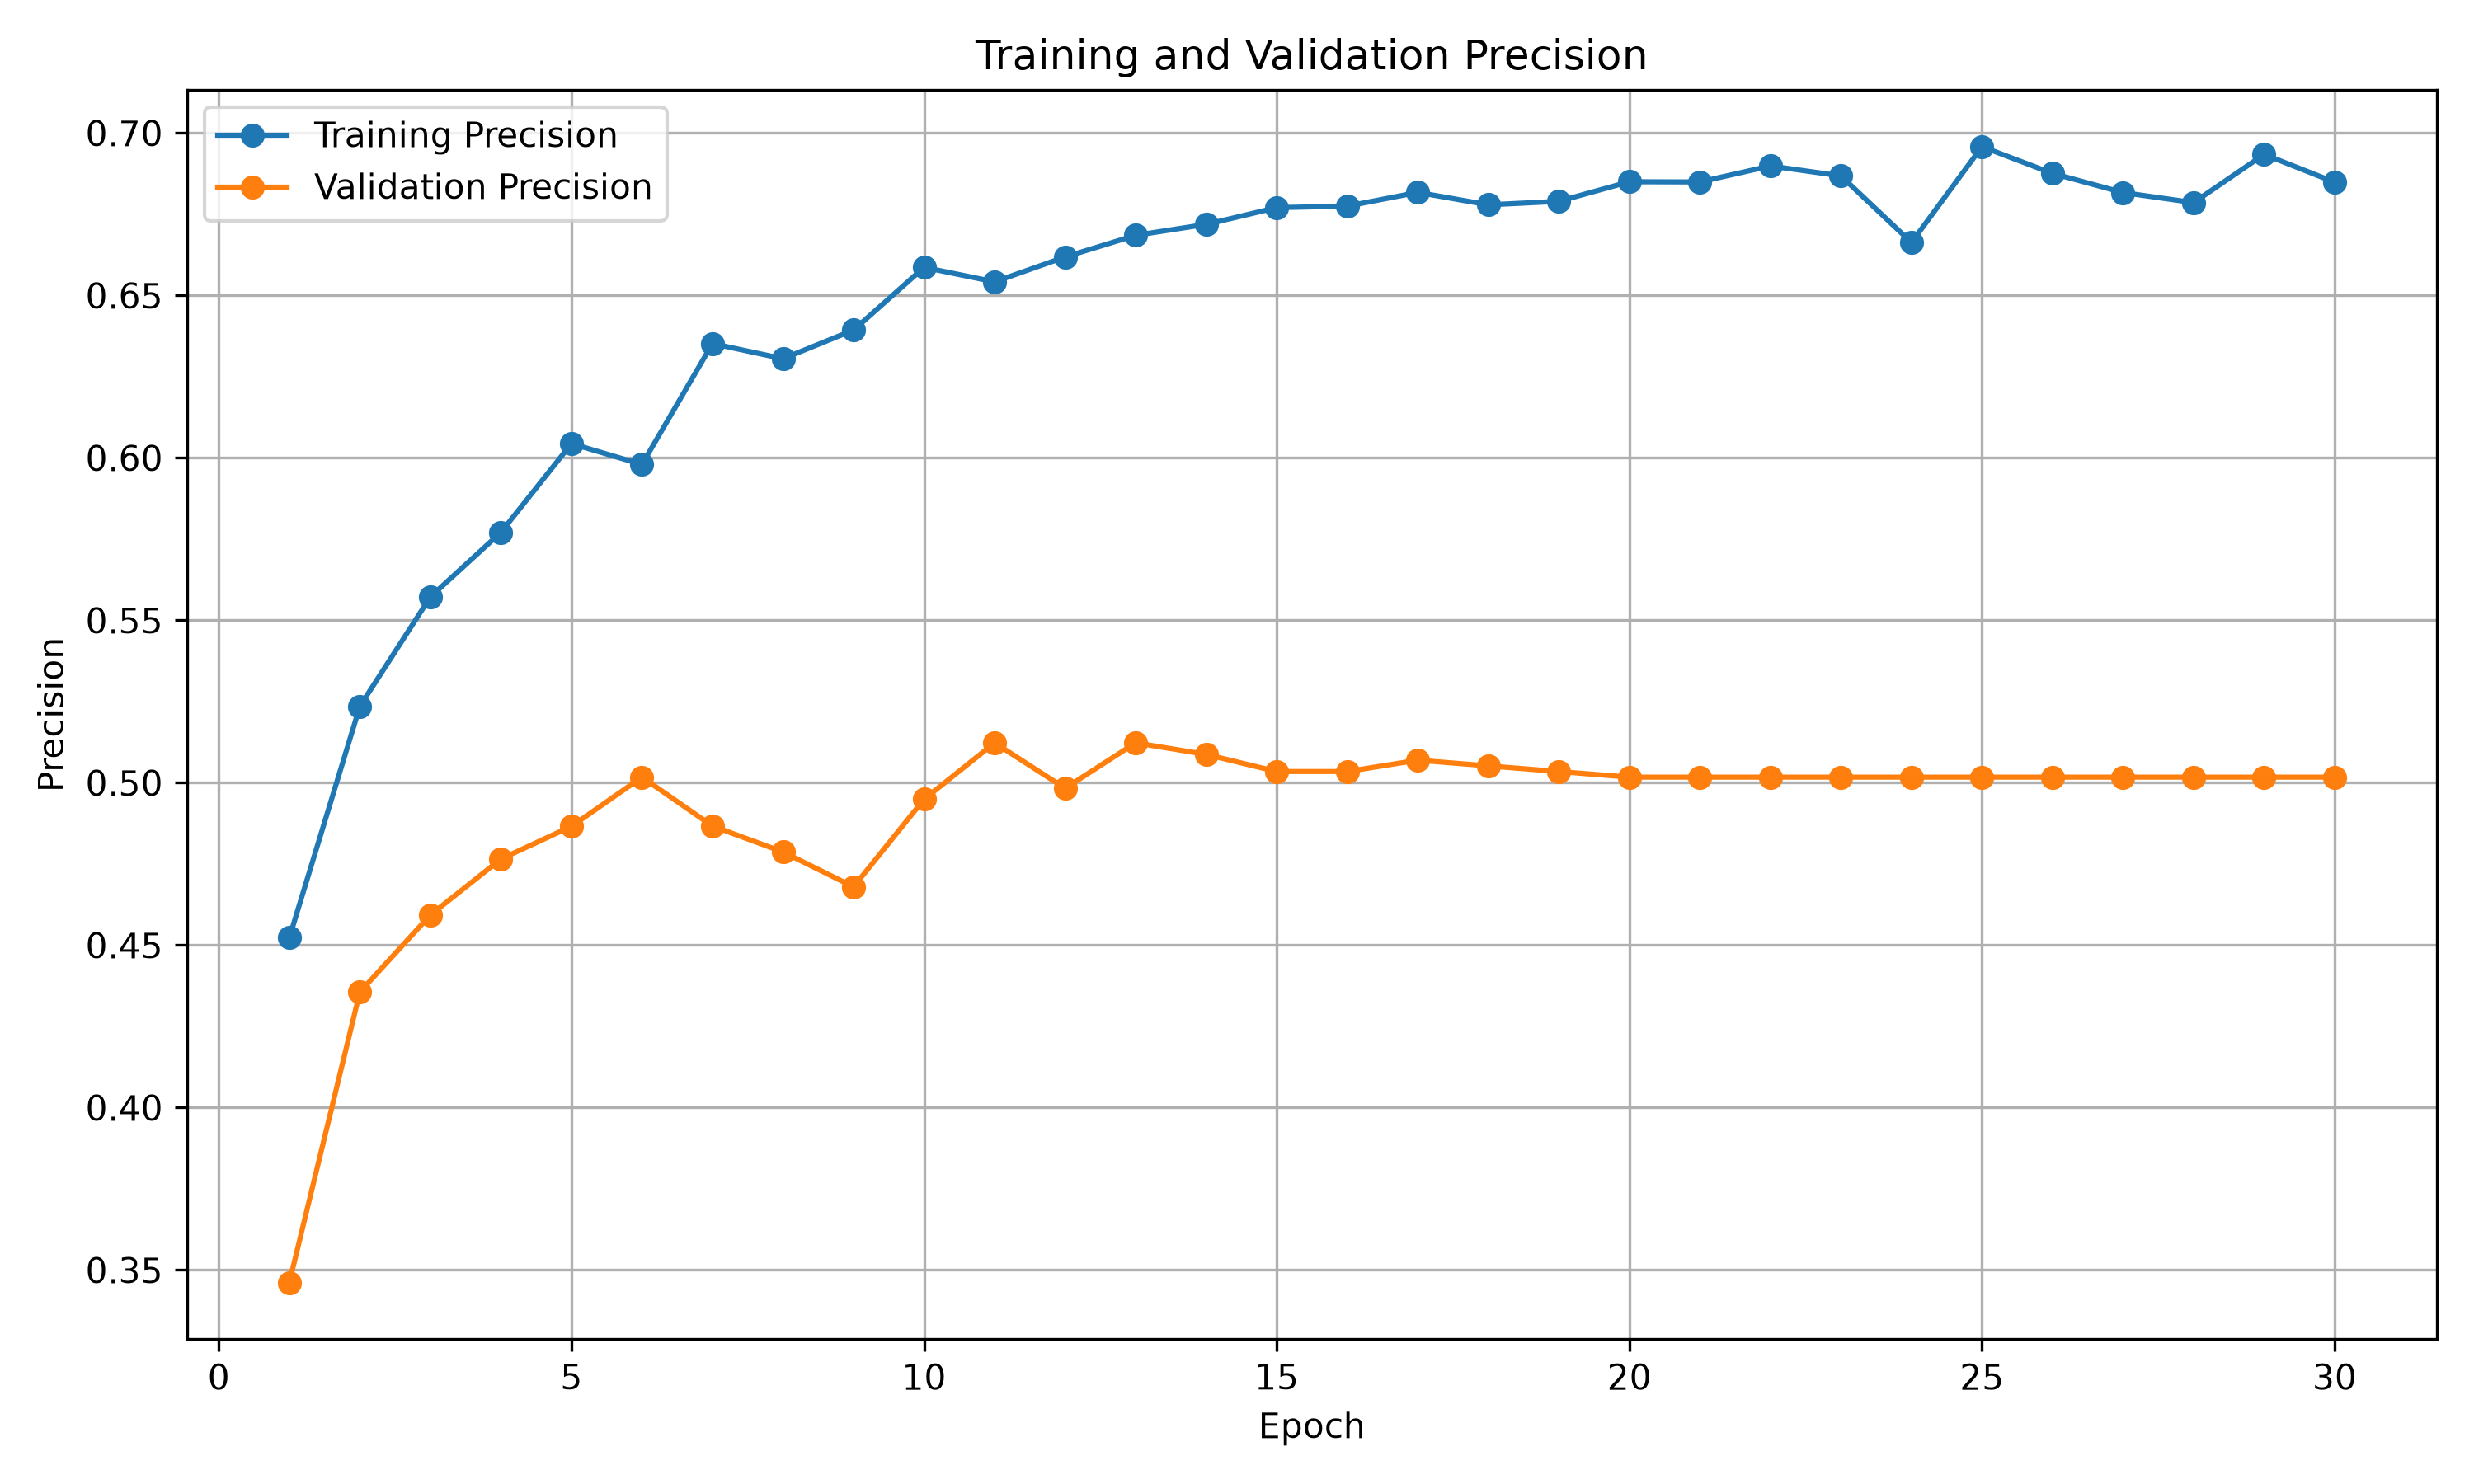 Training and Validation Precision
Training Precision
Validation Precision
0.70
0.65
0.60
0.55
0.50
0.45
0.40
0.35
Precision
0 5 10 15 20 25 30
Epoch